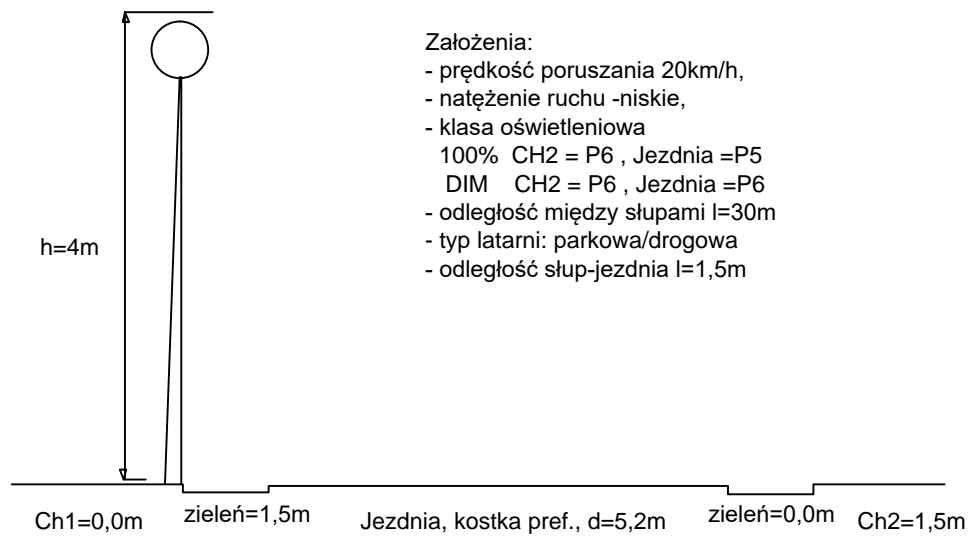 Założenia:
- prędkość poruszania 20km/h,
- natężenie ruchu -niskie,
- klasa oświetleniowa
100% CH2 = P6 , Jezdnia =P5
DIM CH2 = P6 , Jezdnia =P6
- odległość między słupami l=30m
- typ latarni: parkowa/drogowa
- odległość słup-jezdnia l=1,5m
h=4m
Ch1=0,0m
zieleń=1,5m
Jezdnia, kostka pref., d=5,2m
zieleń=0,0m
Ch2=1,5m